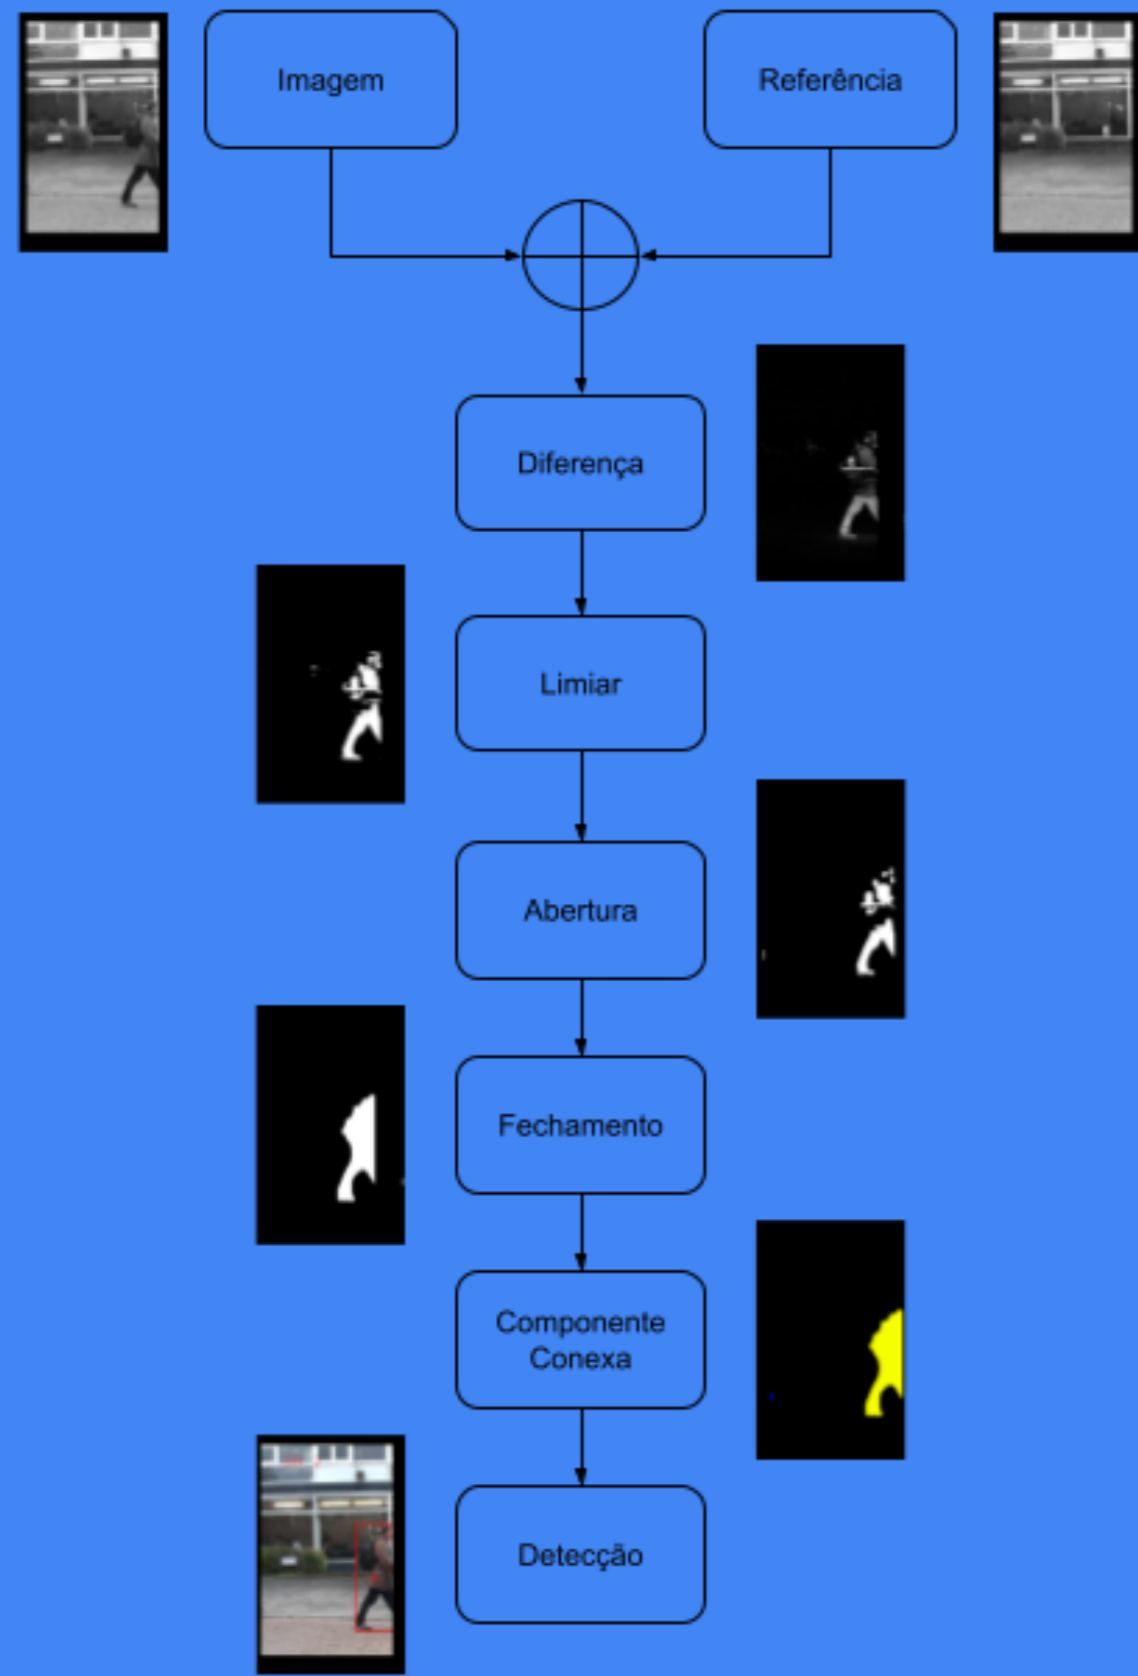 Imagem
Referência
Diferença
Limiar
Abertura
Fechamento
Componente
Conexa
Detecção